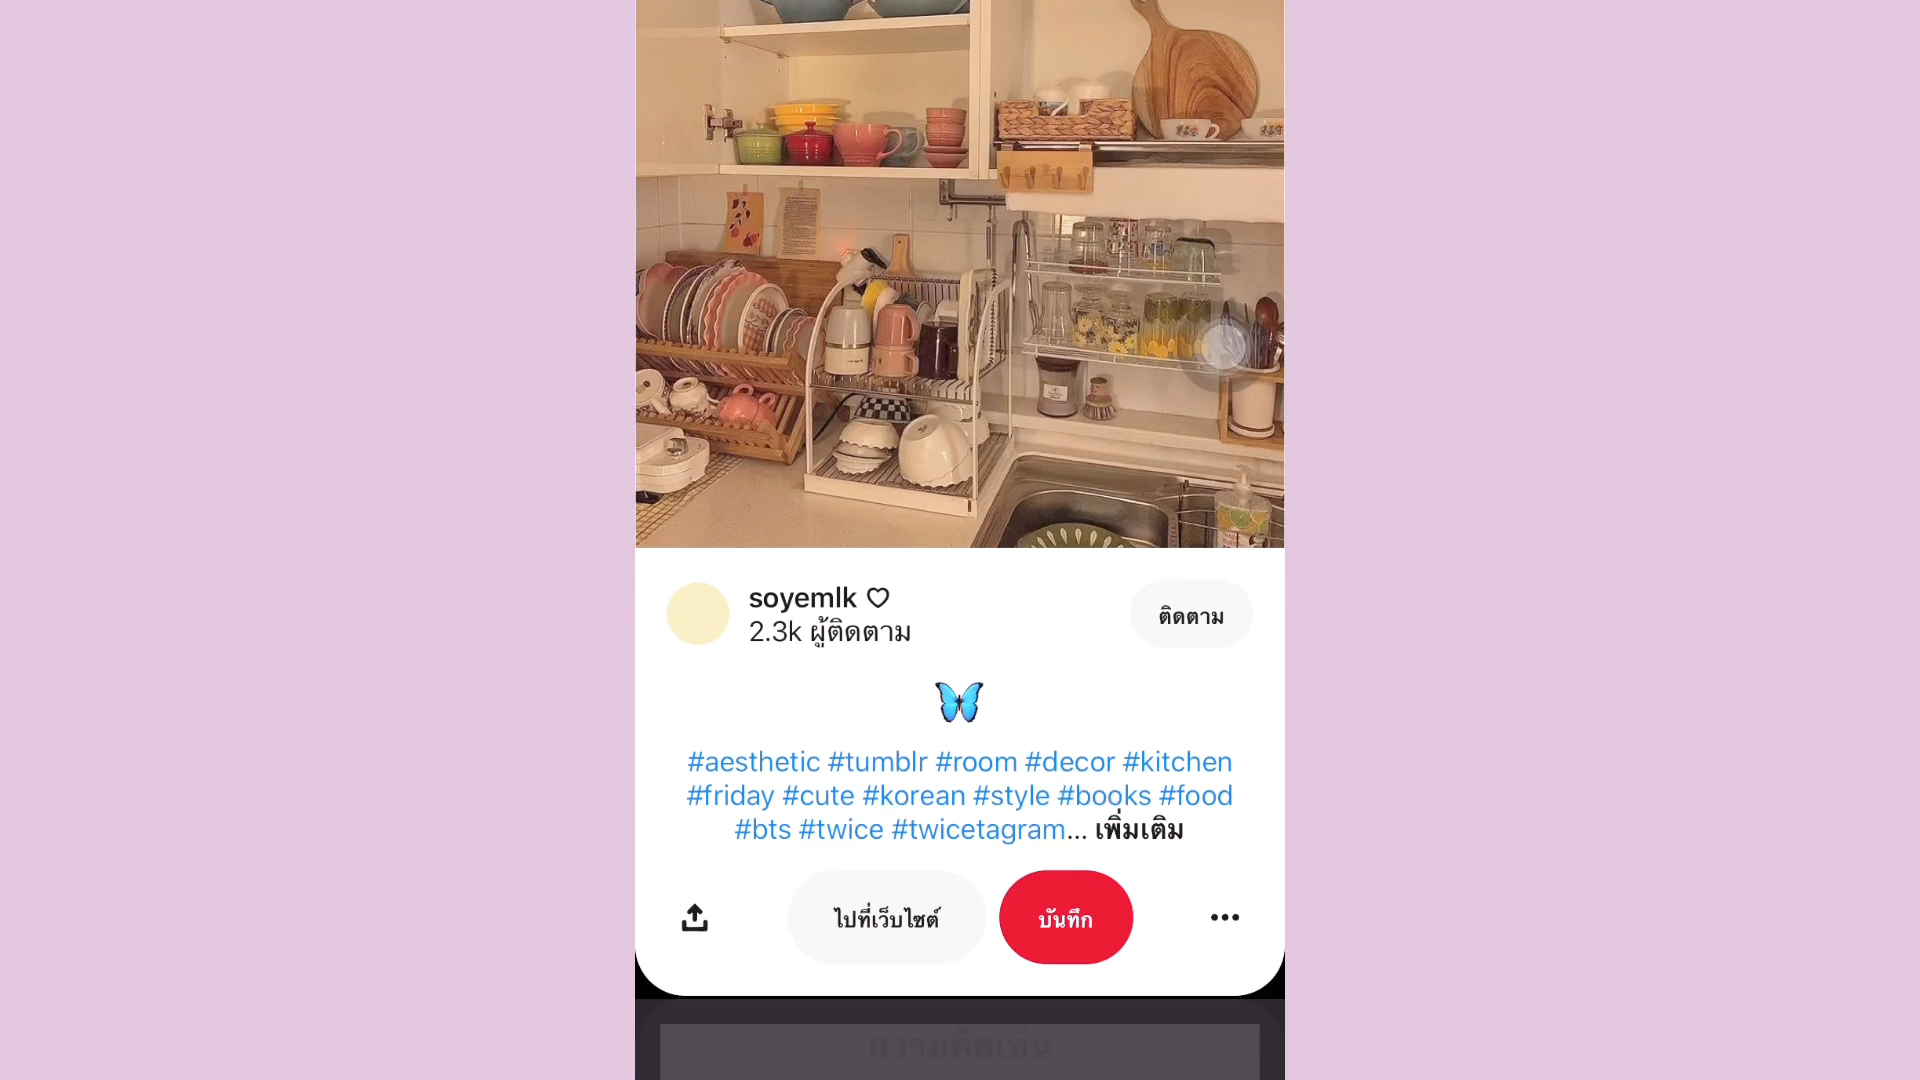 soyemlk ♡
2.3k ผู้ติดตาม
ติดตาม
🦋
#aesthetic #tumblr #room #decor #kitchen
#friday #cute #korean #style #books #food
#bts #twice #twicetagram... เพิ่มเติม
ไปที่เว็บไซต์
บันทึก